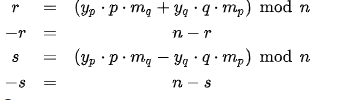 r = (y_p · p · m_q + y_q · q · m_p) mod n
−r = n − r
s = (y_p · p · m_q − y_q · q · m_p) mod n
−s = n − s